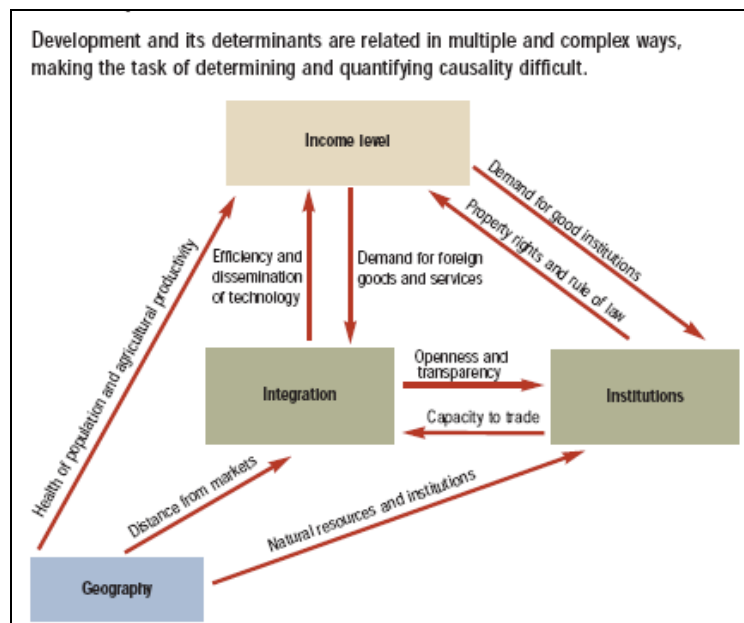 Development and its determinants are related in multiple and complex ways,
making the task of determining and quantifying causality difficult.
Income level
Demand for good institutions
Property rights and rule of law
Health of population and agricultural productivity
Efficiency and
dissemination
of technology
Demand for foreign
goods and services
Openness and
transparency
Integration
Institutions
Capacity to trade
Distance from markets
Natural resources and institutions
Geography